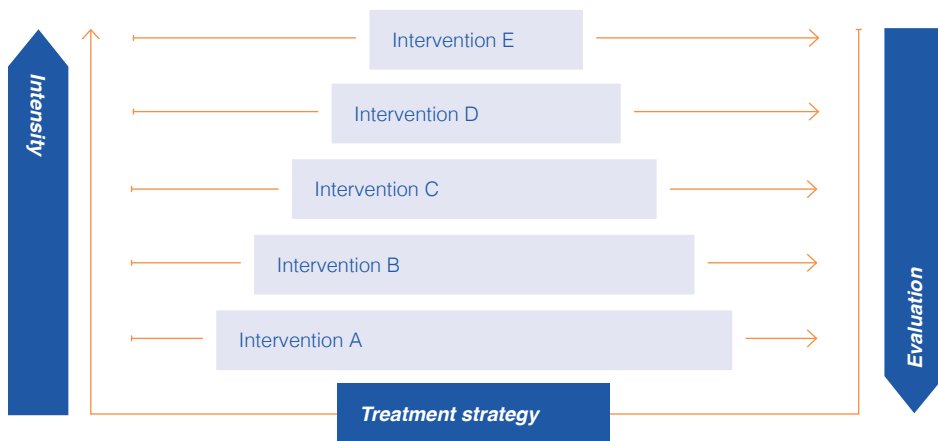 Intensity
Intervention E
Intervention D
Intervention C
Intervention B
Intervention A
Treatment strategy
Evaluation